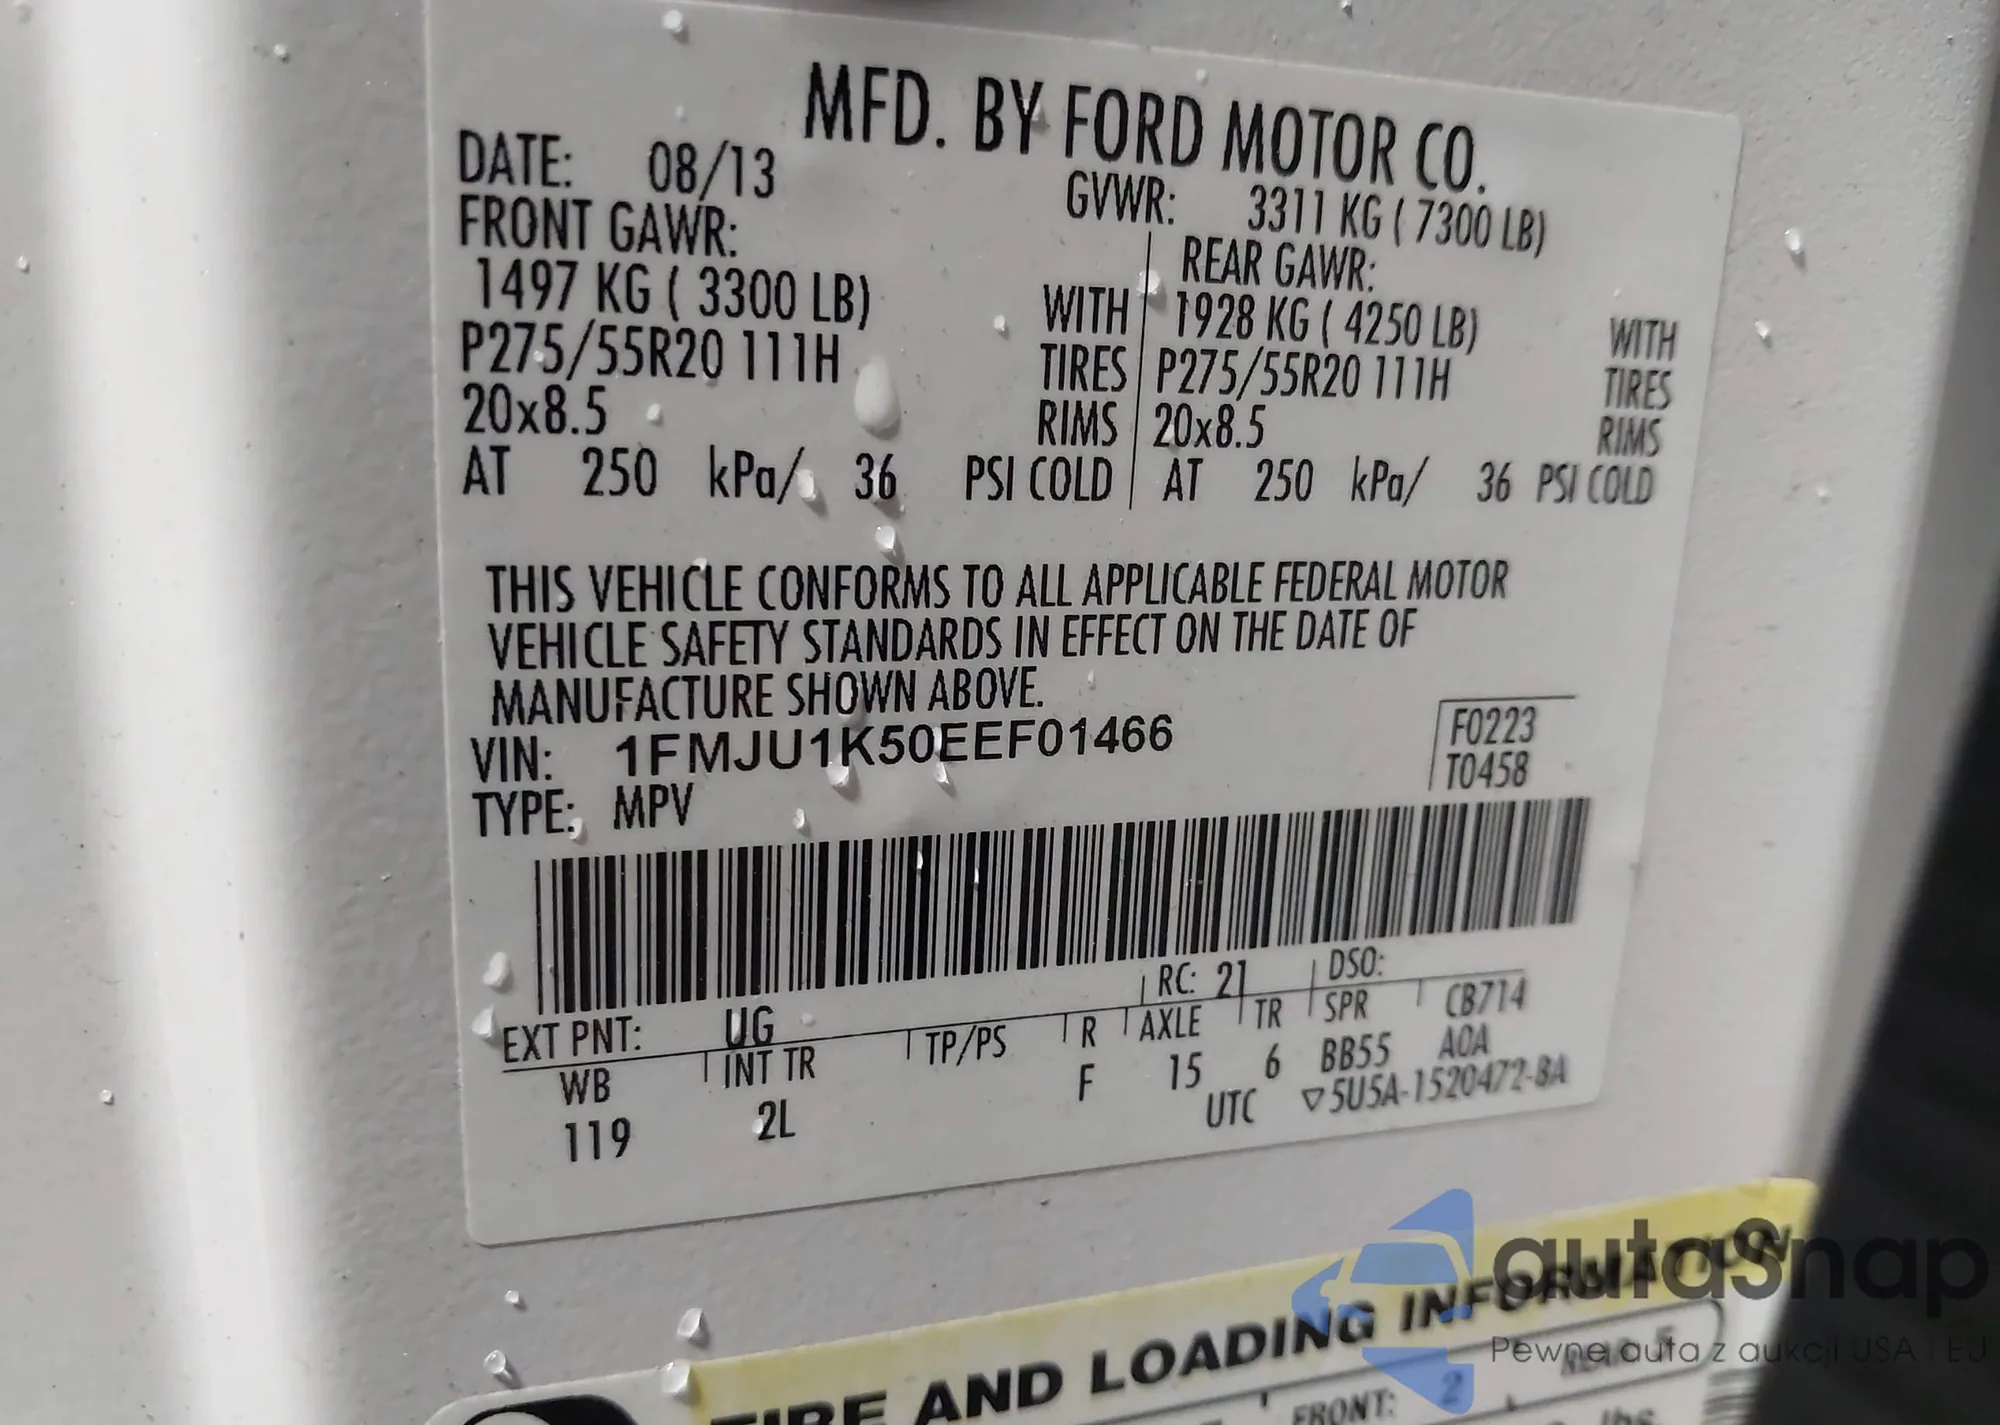 MFD. BY FORD MOTOR CO.
DATE: 08/13
GVWR: 3311 KG ( 7300 LB)
FRONT GAWR:
REAR GAWR:
1497 KG ( 3300 LB) WITH
1928 KG ( 4250 LB) WITH
P275/55R20 111H TIRES
P275/55R20 111H TIRES
20x8.5 RIMS
20x8.5 RIMS
AT 250 kPa/ 36 PSI COLD
AT 250 kPa/ 36 PSI COLD
THIS VEHICLE CONFORMS TO ALL APPLICABLE FEDERAL MOTOR
VEHICLE SAFETY STANDARDS IN EFFECT ON THE DATE OF
MANUFACTURE SHOWN ABOVE.
VIN: 1FMJU1K50EEF01466
F0223
TYPE: MPV
T0458
EXT PNT: UG RC: 21 DSO:
WB INT TR TP/PS R AXLE TR SPR CB714
119 2L F 15 6 BB55 AOA
UTC ▽5U5A-1520472-BA
TIRE AND LOADING INFORMATION
FRONT: 2
lbs
autaSnap
Pewne auta z aukcji USA i EU